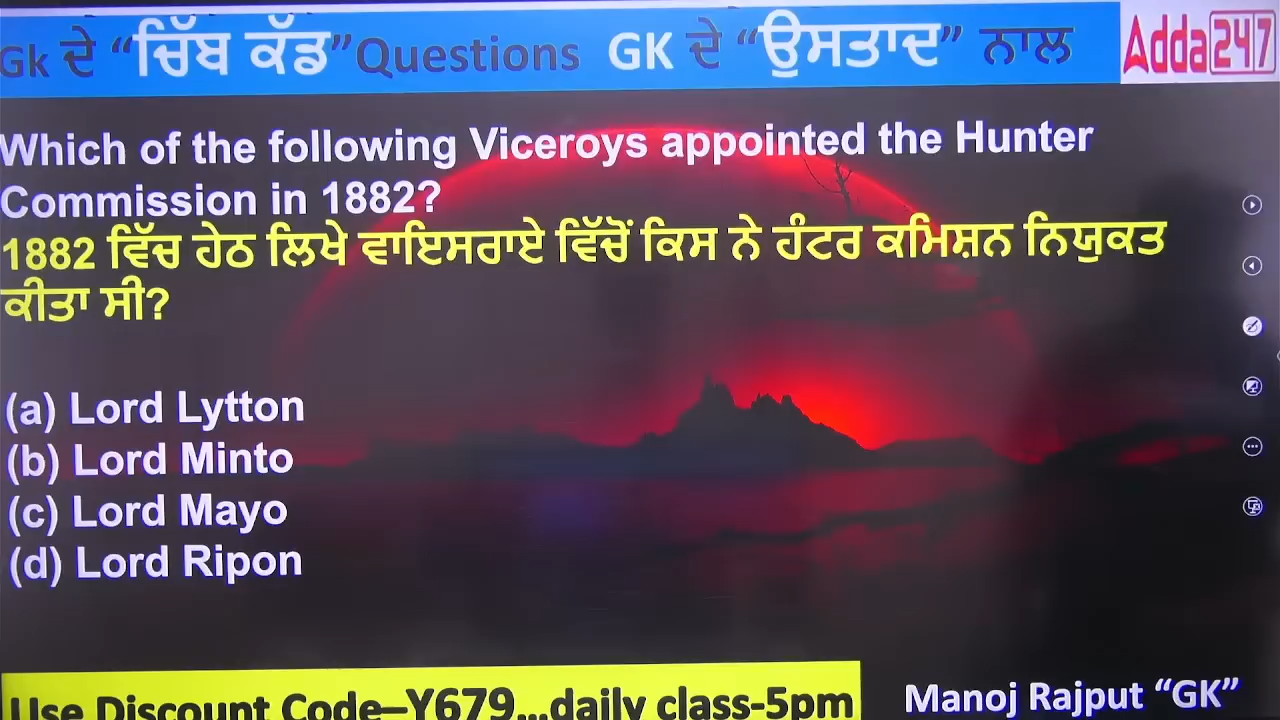 Gk ਦੇ “ਚਿੱਬ ਕੱਡ”Questions GK ਦੇ “ਉਸਤਾਦ” ਨਾਲ
Adda247
Which of the following Viceroys appointed the Hunter
Commission in 1882?
1882 ਵਿੱਚ ਹੇਠ ਲਿਖੇ ਵਾਇਸਰਾਏ ਵਿੱਚੋਂ ਕਿਸ ਨੇ ਹੰਟਰ ਕਮਿਸ਼ਨ ਨਿਯੁਕਤ
ਕੀਤਾ ਸੀ?
(a) Lord Lytton
(b) Lord Minto
(c) Lord Mayo
(d) Lord Ripon
Use Discount Code–Y679...daily class-5pm
Manoj Rajput “GK”